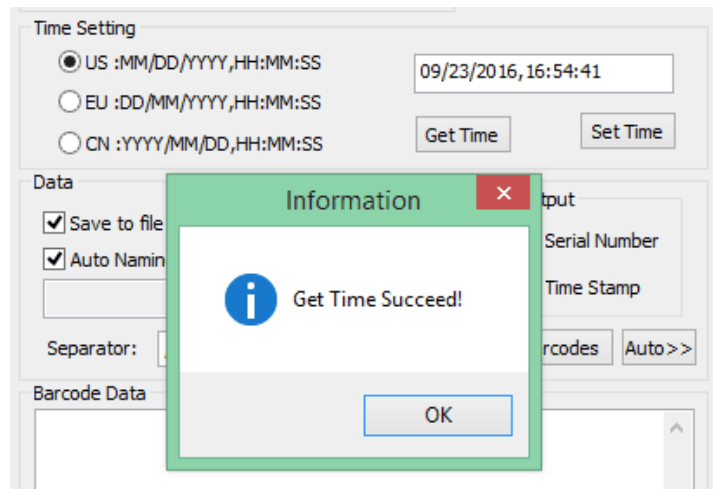 Time Setting
US :MM/DD/YYYY,HH:MM:SS
09/23/2016,16:54:41
EU :DD/MM/YYYY,HH:MM:SS
CN :YYYY/MM/DD,HH:MM:SS
Get Time
Set Time
Data
Information
tput
Save to file
Serial Number
Auto Namin
Get Time Succeed!
Time Stamp
Separator:
rcodes
Auto>>
Barcode Data
OK